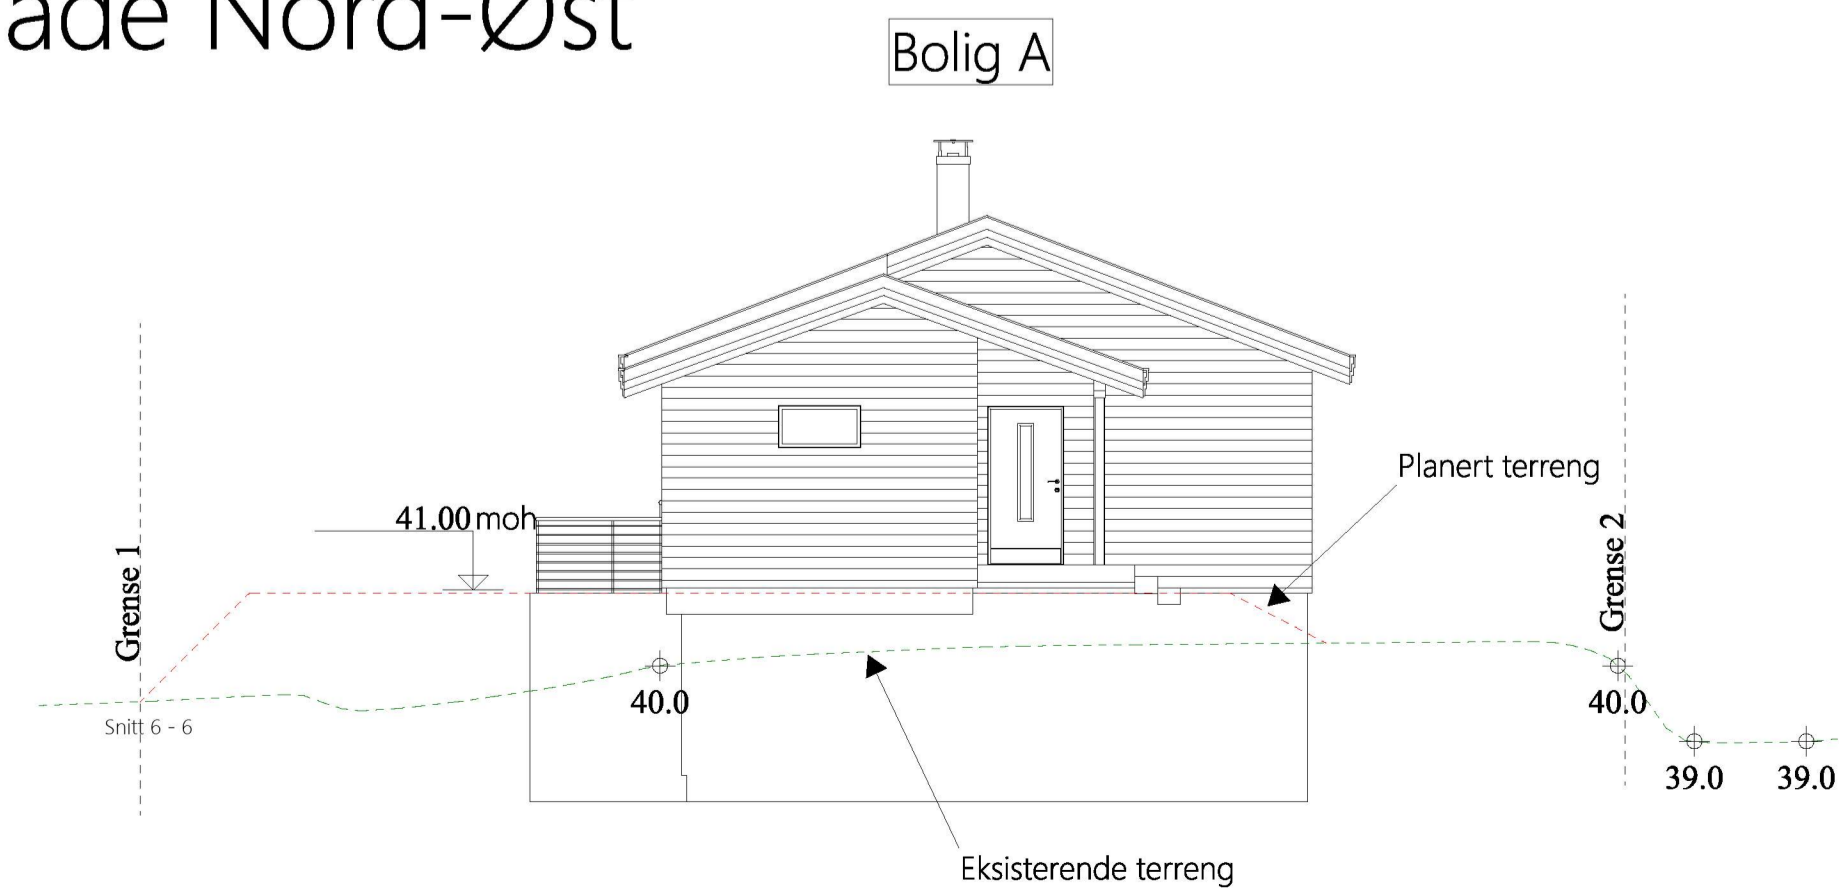 ade Nord-Øst
Bolig A
Planert terreng
41.00 moh
Grense 1
Grense 2
40.0
40.0
Snitt 6 - 6
39.0
39.0
Eksisterende terreng